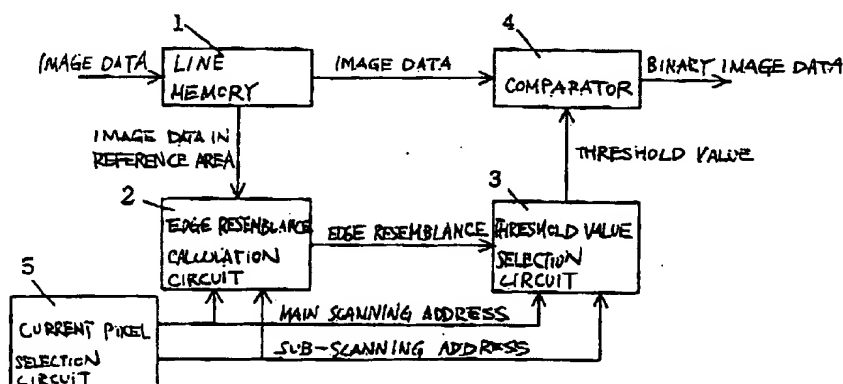 1
4
IMAGE DATA
LINE
MEMORY
IMAGE DATA
COMPARATOR
BINARY IMAGE DATA
IMAGE DATA IN
REFERENCE AREA
THRESHOLD VALUE
2
3
EDGE RESEMBLANCE
CALCULATION
CIRCUIT
EDGE RESEMBLANCE
THRESHOLD VALUE
SELECTION
CIRCUIT
5
CURRENT PIXEL
SELECTION
CIRCUIT
MAIN SCANNING ADDRESS
SUB-SCANNING ADDRESS